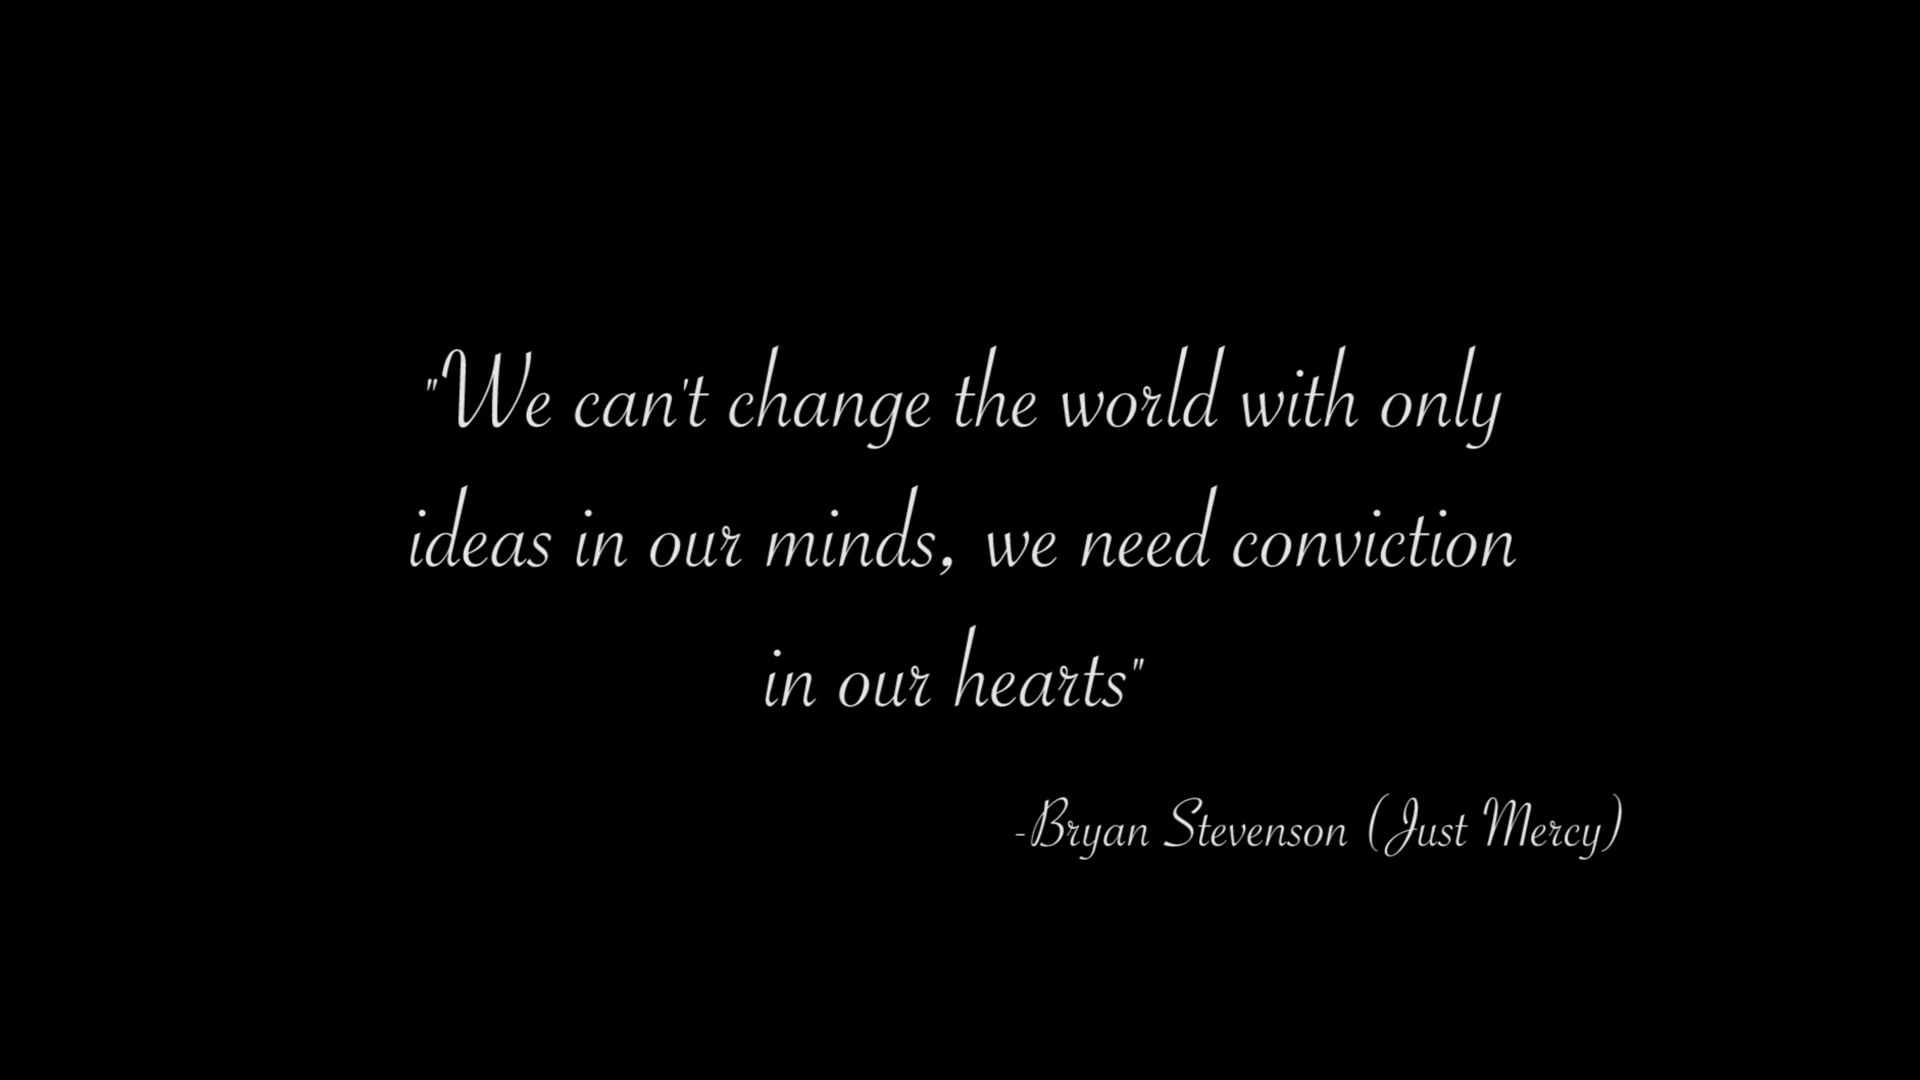 "We can't change the world with only
ideas in our minds, we need conviction
in our hearts"
-Bryan Stevenson (Just Mercy)